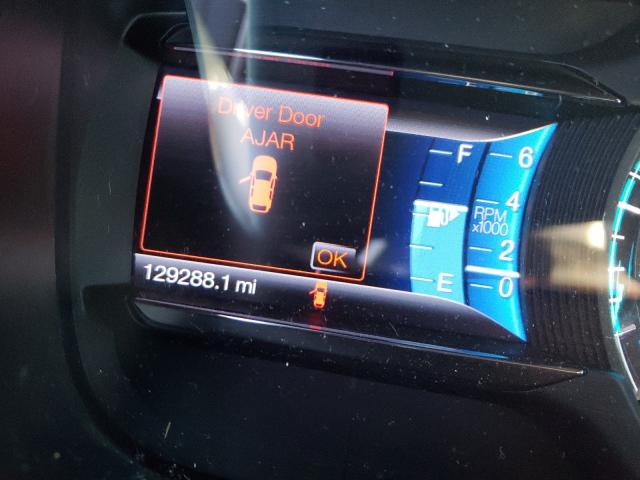 Driver Door
AJAR
OK
129288.1 mi
F
E
6
4
RPM
x1000
2
0